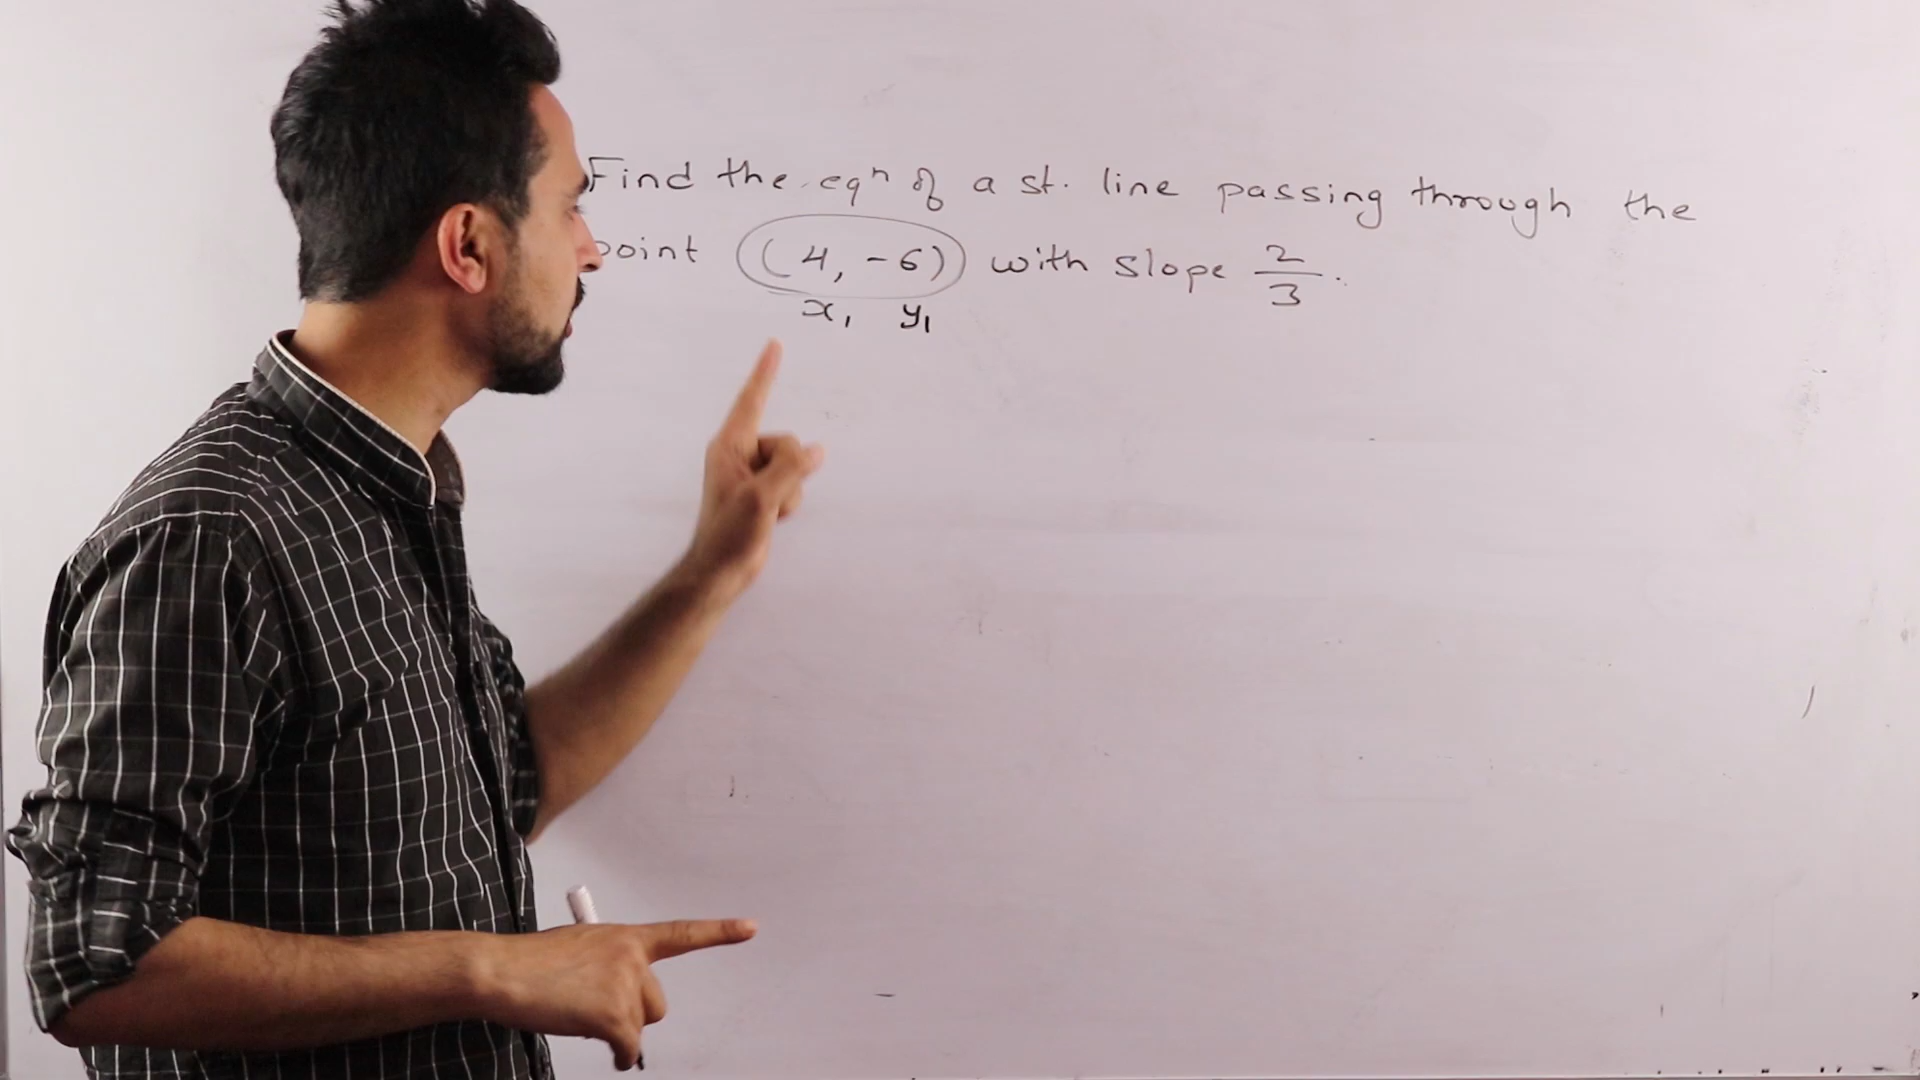 Find the eqⁿ of a st. line passing through the
point (4, -6) with slope 2/3.
x₁ y₁